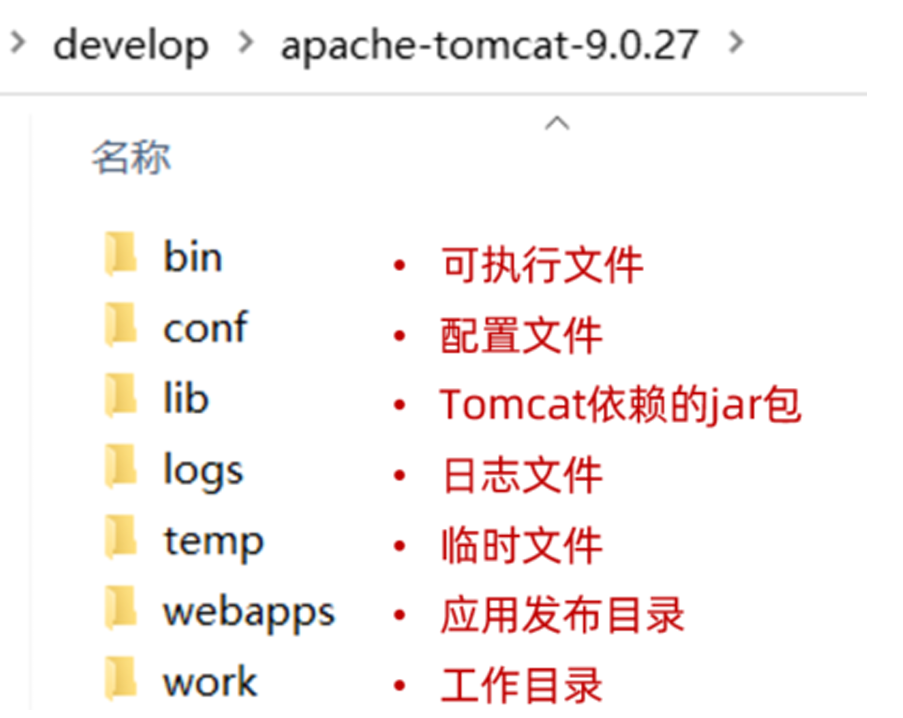 > develop > apache-tomcat-9.0.27 >
名称
bin • 可执行文件
conf • 配置文件
lib • Tomcat依赖的jar包
logs • 日志文件
temp • 临时文件
webapps • 应用发布目录
work • 工作目录